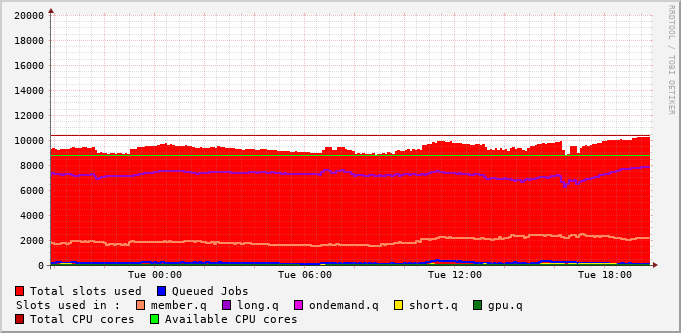 20000
18000
16000
14000
12000
10000
8000
6000
4000
2000
0
Tue 00:00 Tue 06:00 Tue 12:00 Tue 18:00
RRDTOOL / TOBI OETIKER
Total slots used Queued Jobs
Slots used in : member.q long.q ondemand.q short.q gpu.q
Total CPU cores Available CPU cores